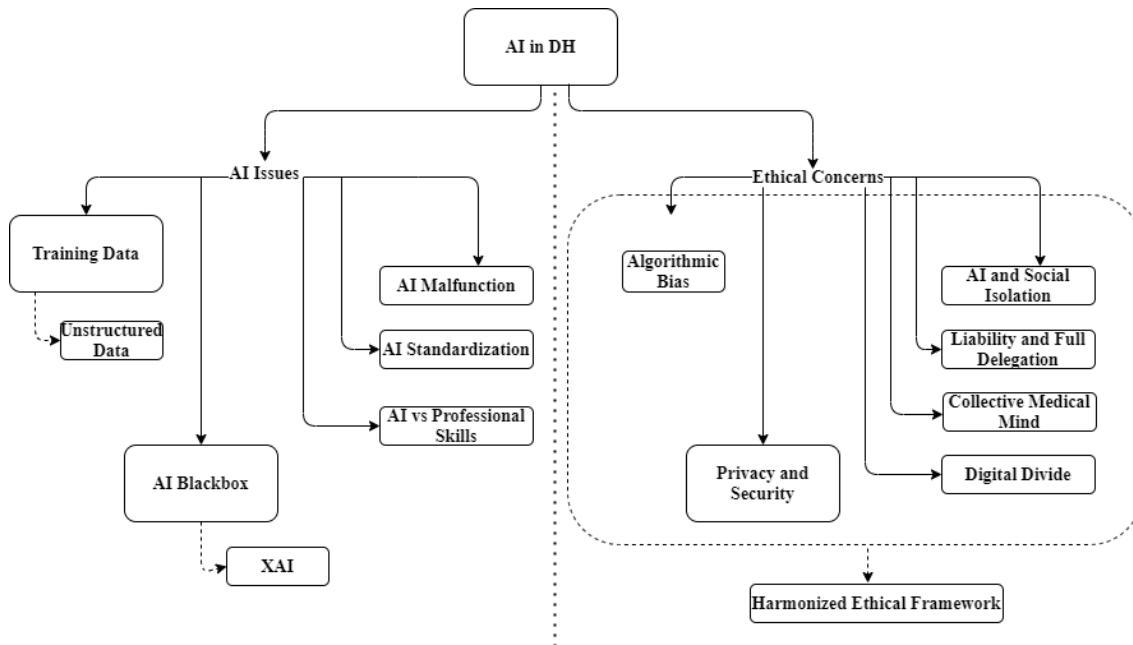 AI in DH
AI Issues
Training Data
Unstructured
Data
AI Malfunction
AI Standardization
AI vs Professional
Skills
AI Blackbox
XAI
Ethical Concerns
Algorithmic
Bias
AI and Social
Isolation
Liability and Full
Delegation
Collective Medical
Mind
Privacy and
Security
Digital Divide
Harmonized Ethical Framework